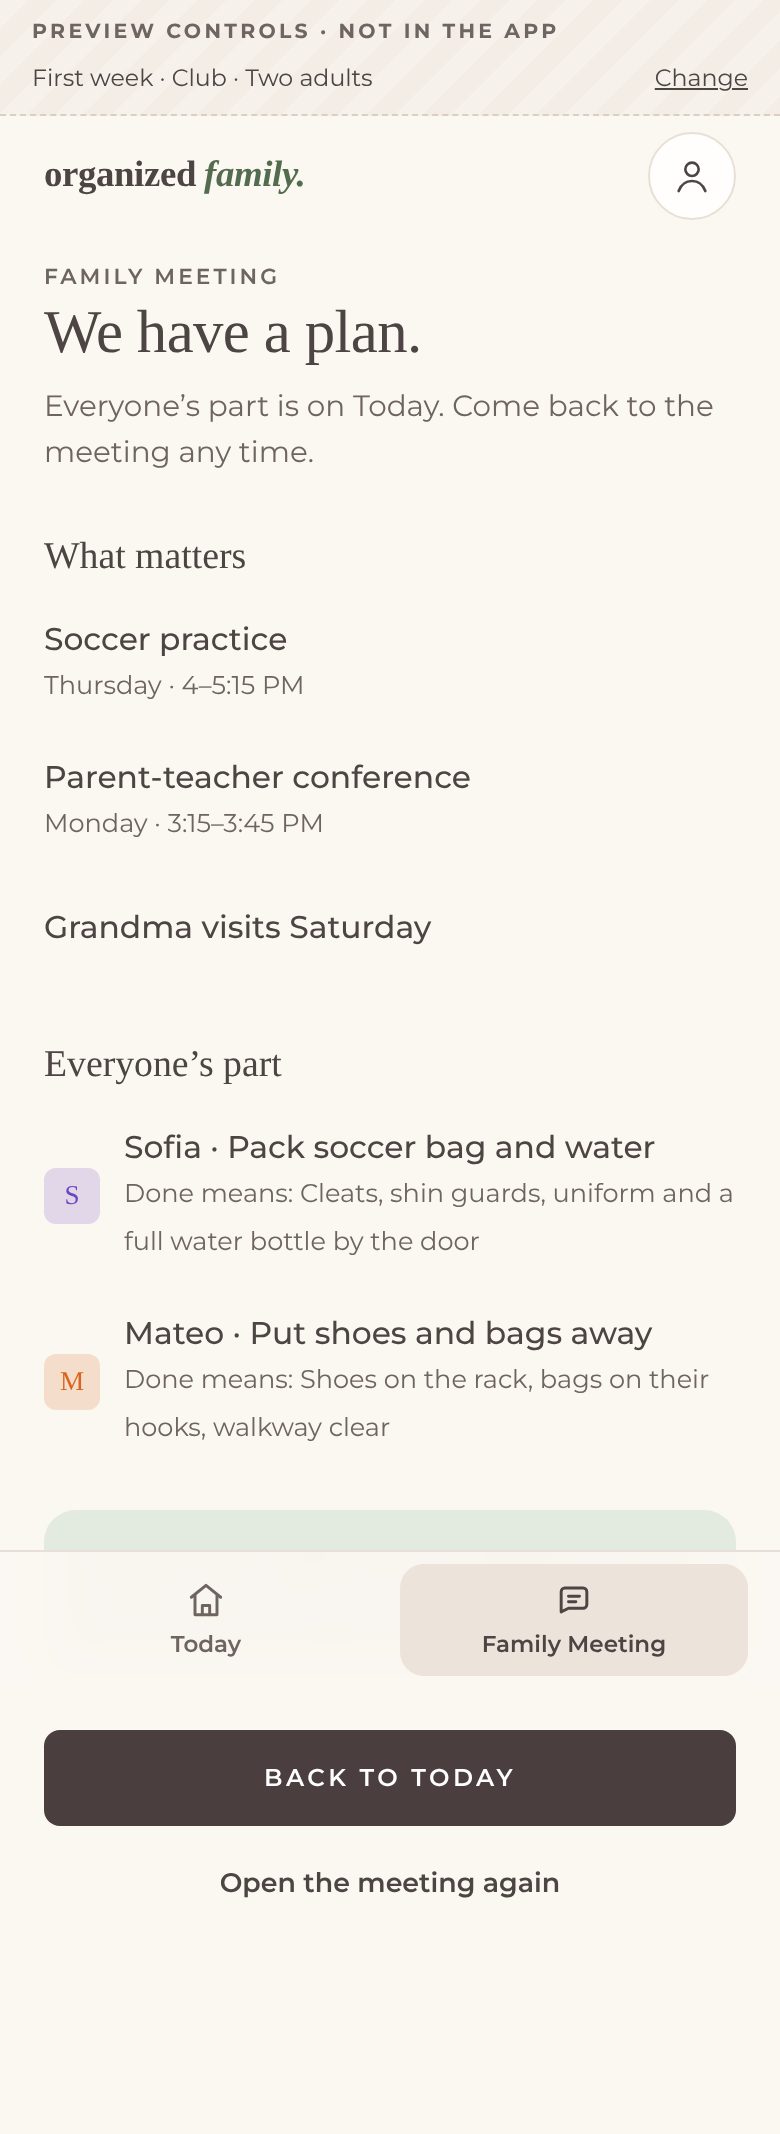 PREVIEW CONTROLS · NOT IN THE APP
First week · Club · Two adults
Change
organized family.
FAMILY MEETING
We have a plan.
Everyone’s part is on Today. Come back to the
meeting any time.
What matters
Soccer practice
Thursday · 4–5:15 PM
Parent-teacher conference
Monday · 3:15–3:45 PM
Grandma visits Saturday
Everyone’s part
Sofia · Pack soccer bag and water
S
Done means: Cleats, shin guards, uniform and a
full water bottle by the door
Mateo · Put shoes and bags away
M
Done means: Shoes on the rack, bags on their
hooks, walkway clear
Today
Family Meeting
BACK TO TODAY
Open the meeting again